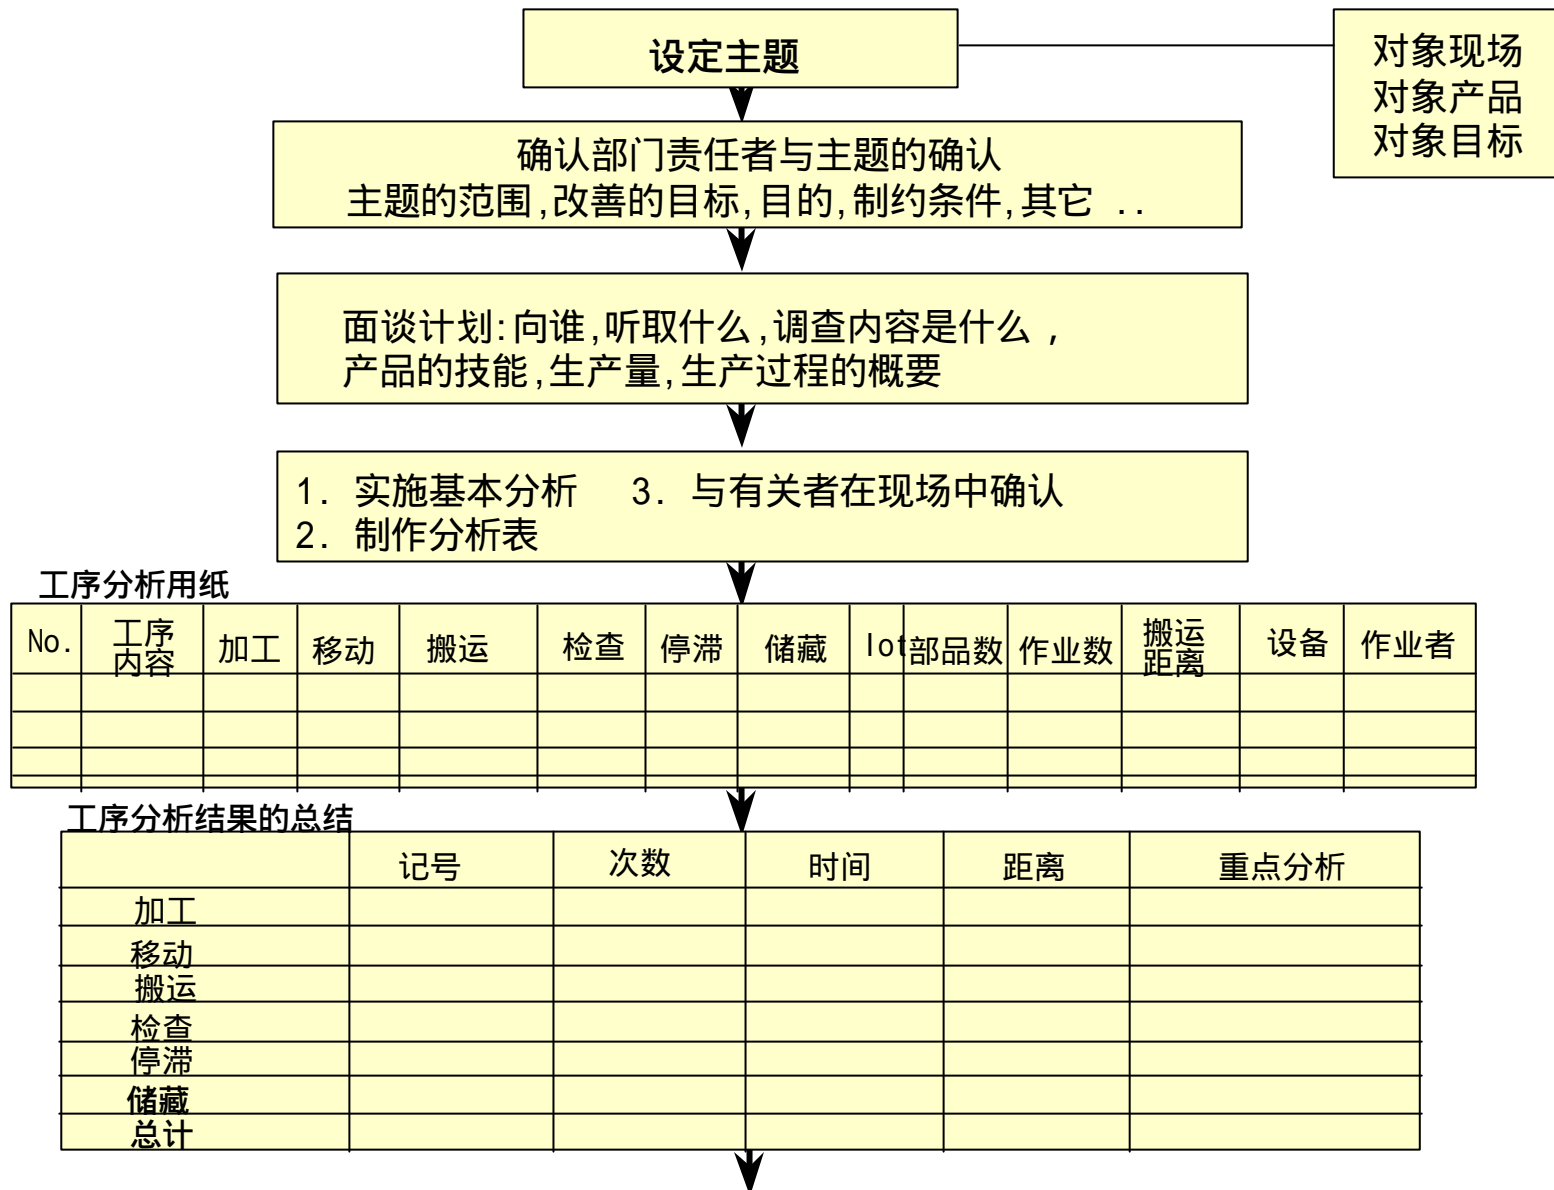 设定主题
对象现场
对象产品
对象目标
确认部门责任者与主题的确认
主题的范围,改善的目标,目的,制约条件,其它 ..
面谈计划:向谁,听取什么,调查内容是什么,
产品的技能,生产量,生产过程的概要
1. 实施基本分析 3. 与有关者在现场中确认
2. 制作分析表
工序分析用纸
No. 工序内容 加工 移动 搬运 检查 停滞 储藏 lot 部品数 作业数 搬运距离 设备 作业者
工序分析结果的总结
记号 次数 时间 距离 重点分析
加工
移动
搬运
检查
停滞
储藏
总计